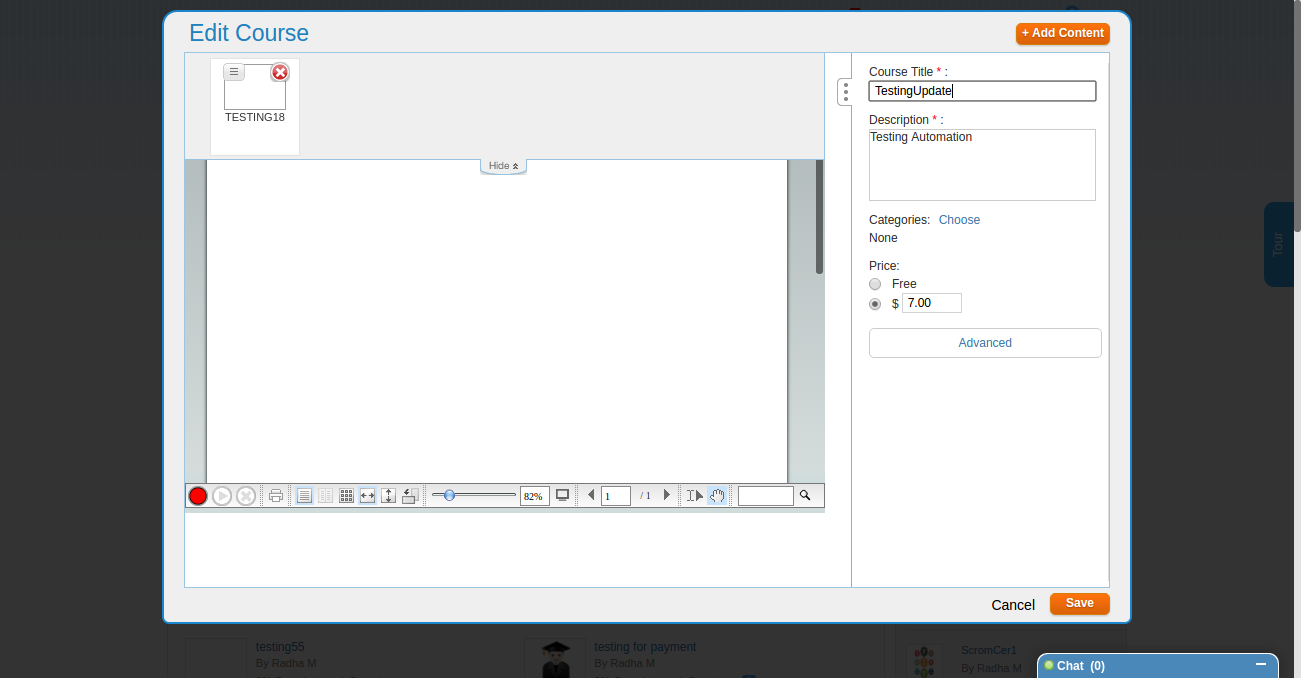 Edit Course
+ Add Content
TESTING18
Hide
Course Title * :
TestingUpdate
Description * :
Testing Automation
Categories: Choose
None
Price:
Free
$ 7.00
Advanced
Tour
82%
1
/ 1
Cancel
Save
testing55
By Radha M
testing for payment
By Radha M
ScromCer1
By Radha M
Chat (0)